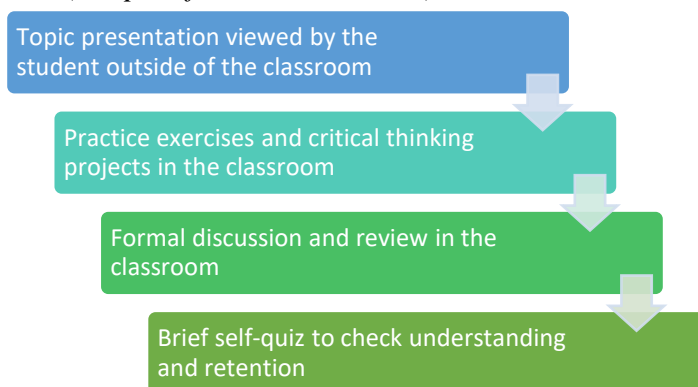 Topic presentation viewed by the
student outside of the classroom
Practice exercises and critical thinking
projects in the classroom
Formal discussion and review in the
classroom
Brief self-quiz to check understanding
and retention